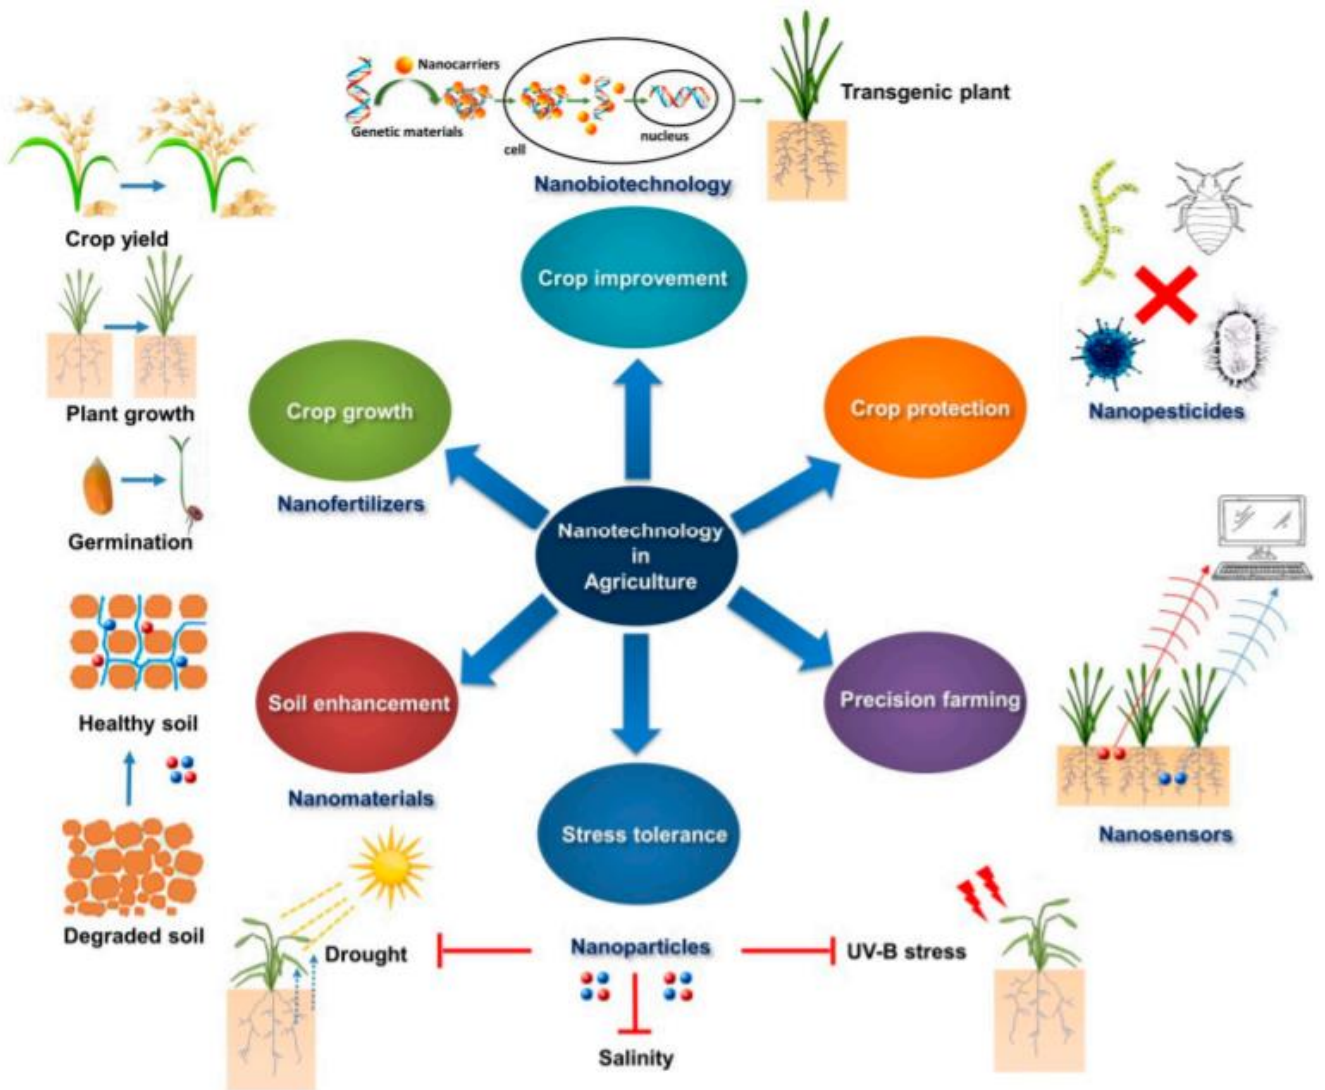 Nanocarriers
Genetic materials
cell
nucleus
Transgenic plant
Nanobiotechnology
Crop improvement
Crop yield
Plant growth
Germination
Crop growth
Nanofertilizers
Crop protection
Nanopesticides
Nanotechnology
in
Agriculture
Healthy soil
Degraded soil
Soil enhancement
Nanomaterials
Precision farming
Nanosensors
Stress tolerance
Drought
Nanoparticles
UV-B stress
Salinity